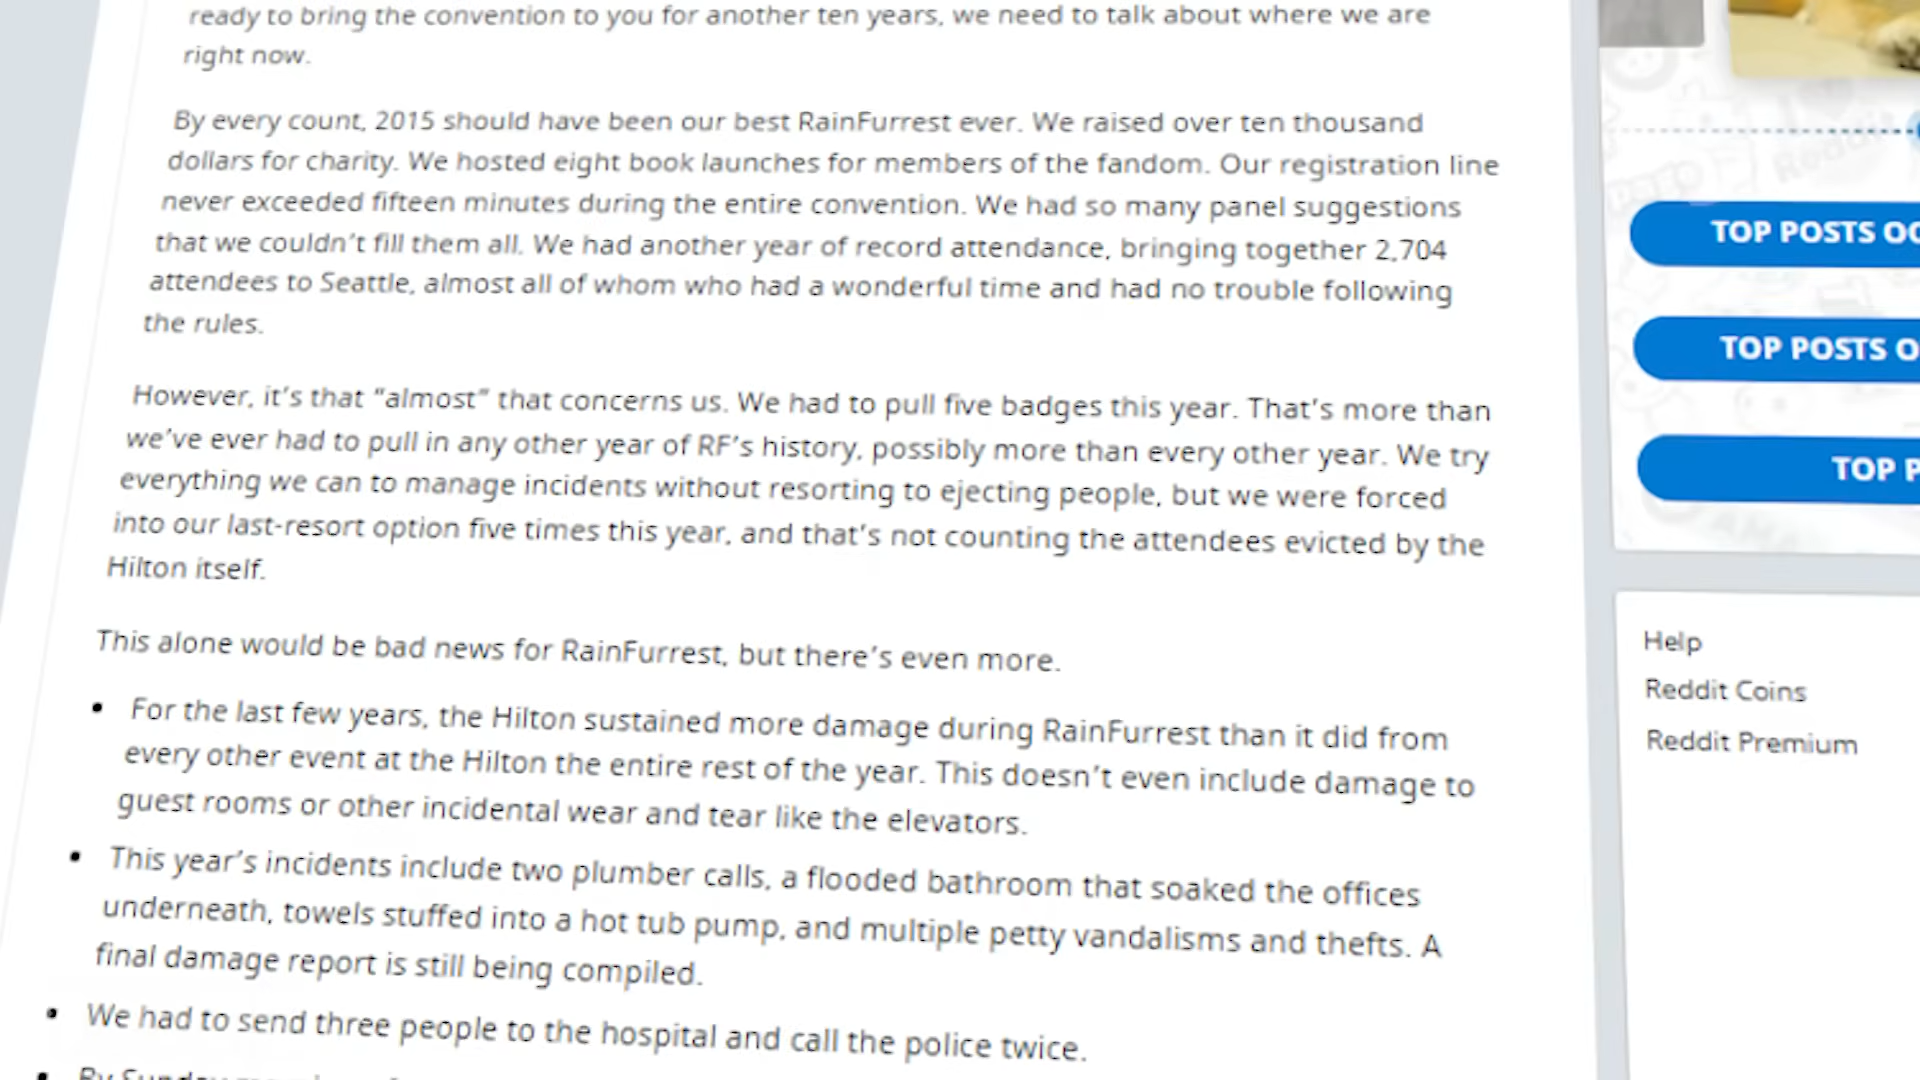 ready to bring the convention to you for another ten years, we need to talk about where we are
right now.
By every count, 2015 should have been our best RainFurrest ever. We raised over ten thousand
dollars for charity. We hosted eight book launches for members of the fandom. Our registration line
never exceeded fifteen minutes during the entire convention. We had so many panel suggestions
that we couldn't fill them all. We had another year of record attendance, bringing together 2,704
attendees to Seattle, almost all of whom who had a wonderful time and had no trouble following
the rules.
However, it's that “almost” that concerns us. We had to pull five badges this year. That's more than
we've ever had to pull in any other year of RF's history, possibly more than every other year. We try
everything we can to manage incidents without resorting to ejecting people, but we were forced
into our last-resort option five times this year, and that's not counting the attendees evicted by the
Hilton itself.
This alone would be bad news for RainFurrest, but there's even more.
• For the last few years, the Hilton sustained more damage during RainFurrest than it did from
every other event at the Hilton the entire rest of the year. This doesn't even include damage to
guest rooms or other incidental wear and tear like the elevators.
• This year's incidents include two plumber calls, a flooded bathroom that soaked the offices
underneath, towels stuffed into a hot tub pump, and multiple petty vandalisms and thefts. A
final damage report is still being compiled.
• We had to send three people to the hospital and call the police twice.
• By Sunday
TOP POSTS OC
TOP POSTS O
TOP P
Help
Reddit Coins
Reddit Premium